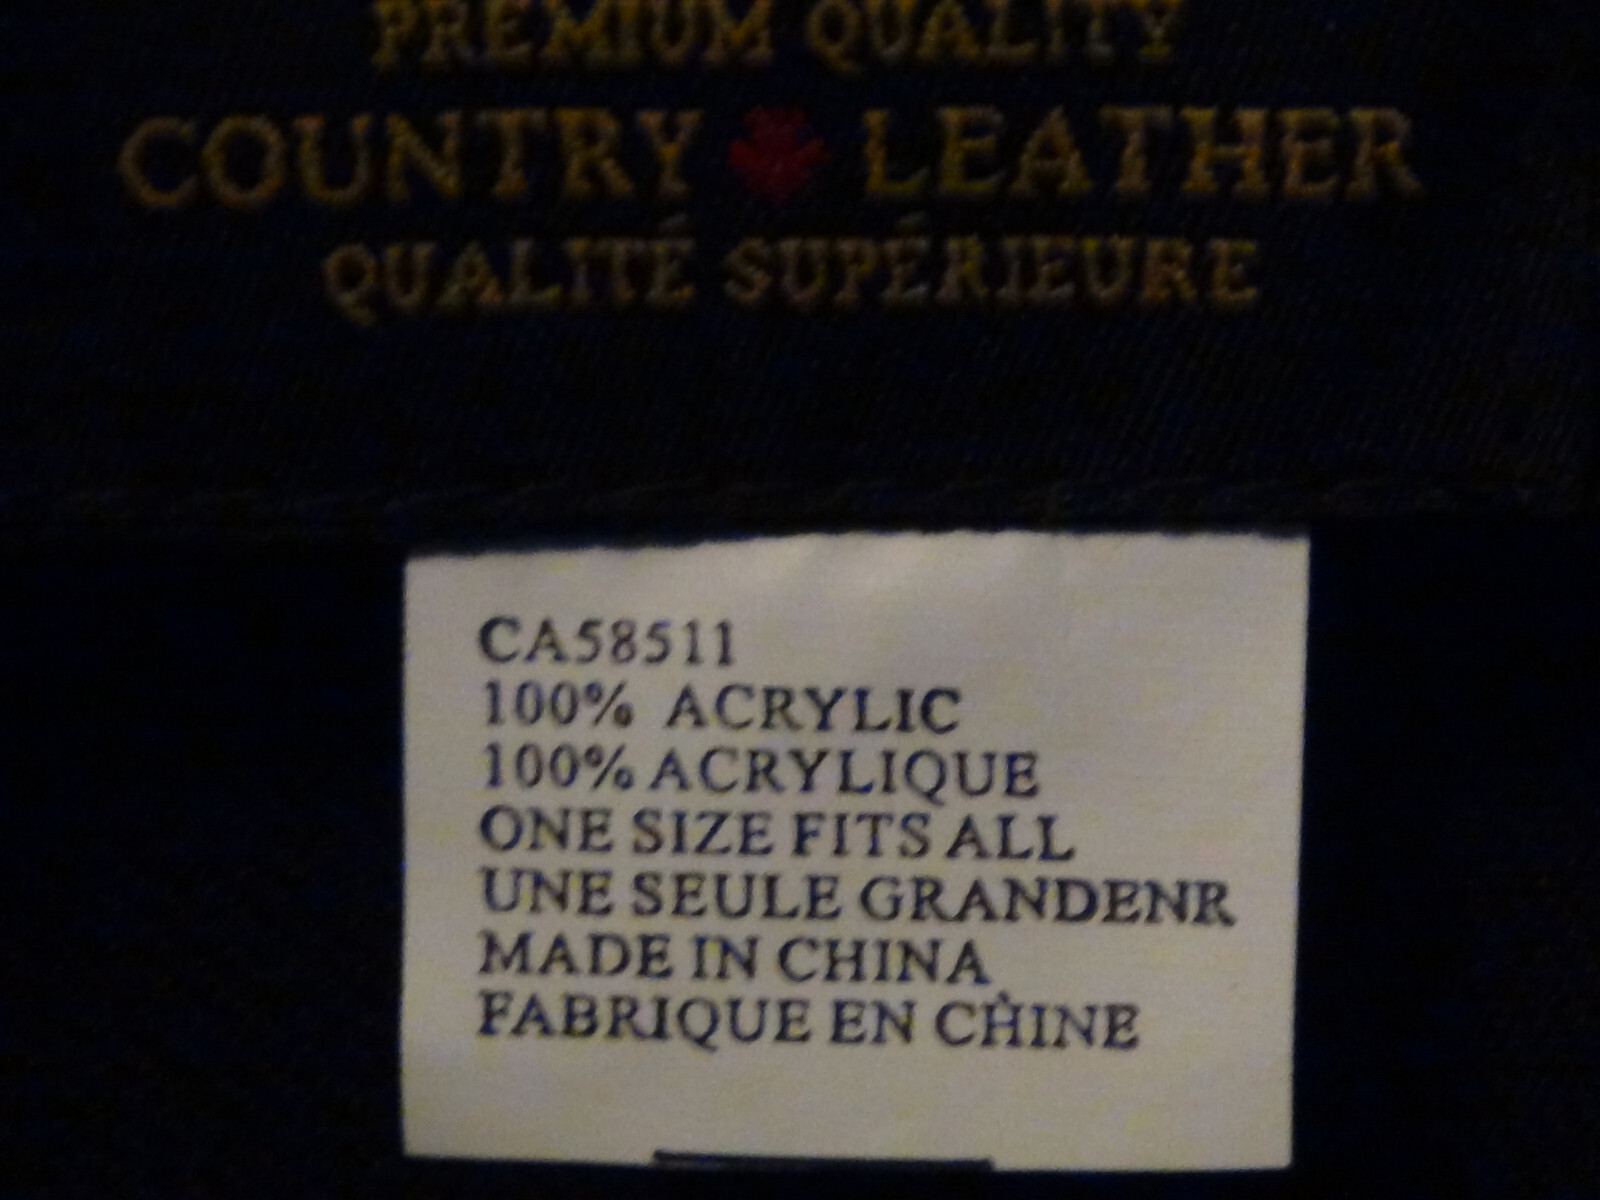 PREMIUM QUALITY
COUNTRY LEATHER
QUALITÉ SUPÉRIEURE
CA58511
100% ACRYLIC
100% ACRYLIQUE
ONE SIZE FITS ALL
UNE SEULE GRANDENR
MADE IN CHINA
FABRIQUE EN CHINE